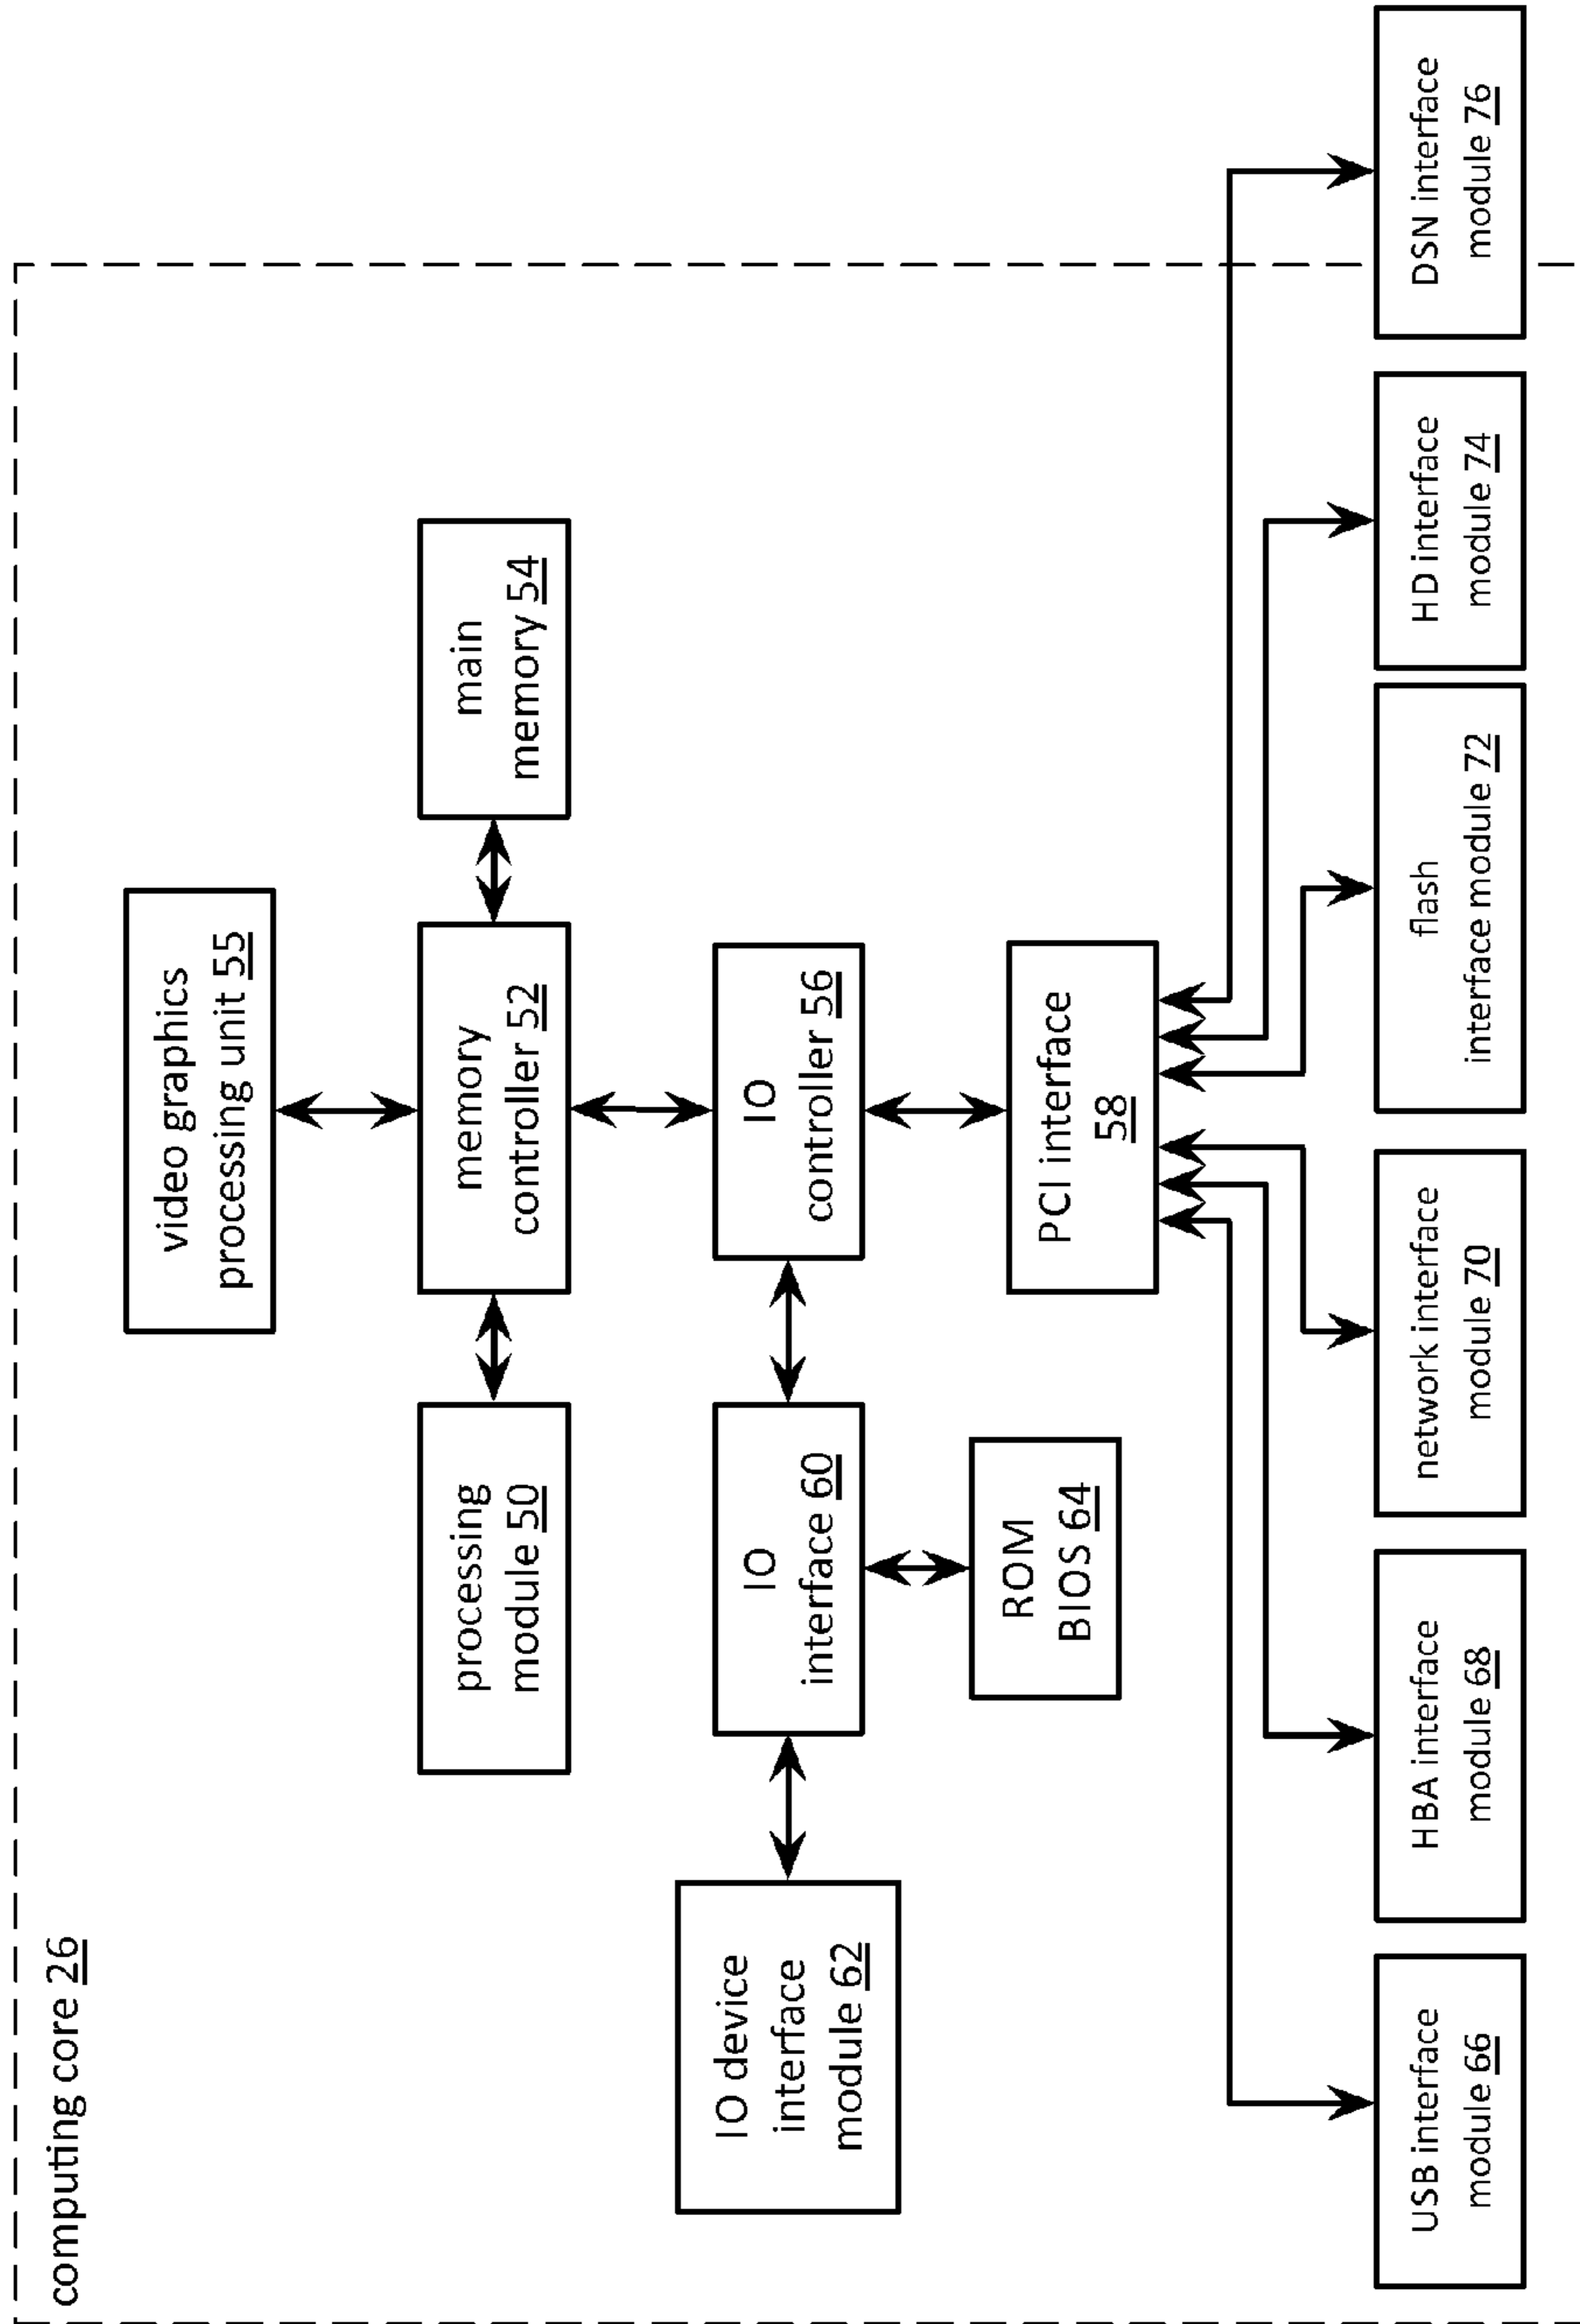 computing core 26
video graphics
processing unit 55
processing
module 50
memory
controller 52
main
memory 54
IO device
interface
module 62
IO
interface 60
IO
controller 56
ROM
BIOS 64
PCI interface
58
USB interface
module 66
HBA interface
module 68
network interface
module 70
flash
interface module 72
HD interface
module 74
DSN interface
module 76